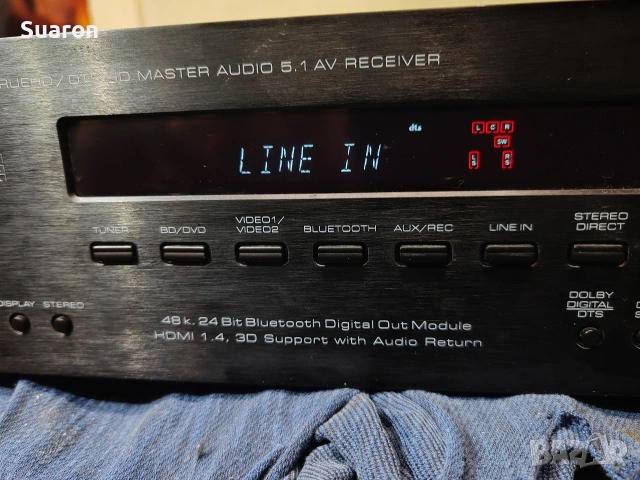 Suaron
MASTER AUDIO 5.1 AV RECEIVER
dts
L C R
SW
LS RS
LINE IN
TUNER BD/DVD VIDEO1/VIDEO2 BLUETOOTH AUX/REC LINE IN STEREO DIRECT
DISPLAY STEREO
DOLBY DIGITAL DTS
48k, 24 Bit Bluetooth Digital Out Module
HDMI 1.4, 3D Support with Audio Return
BAZAR